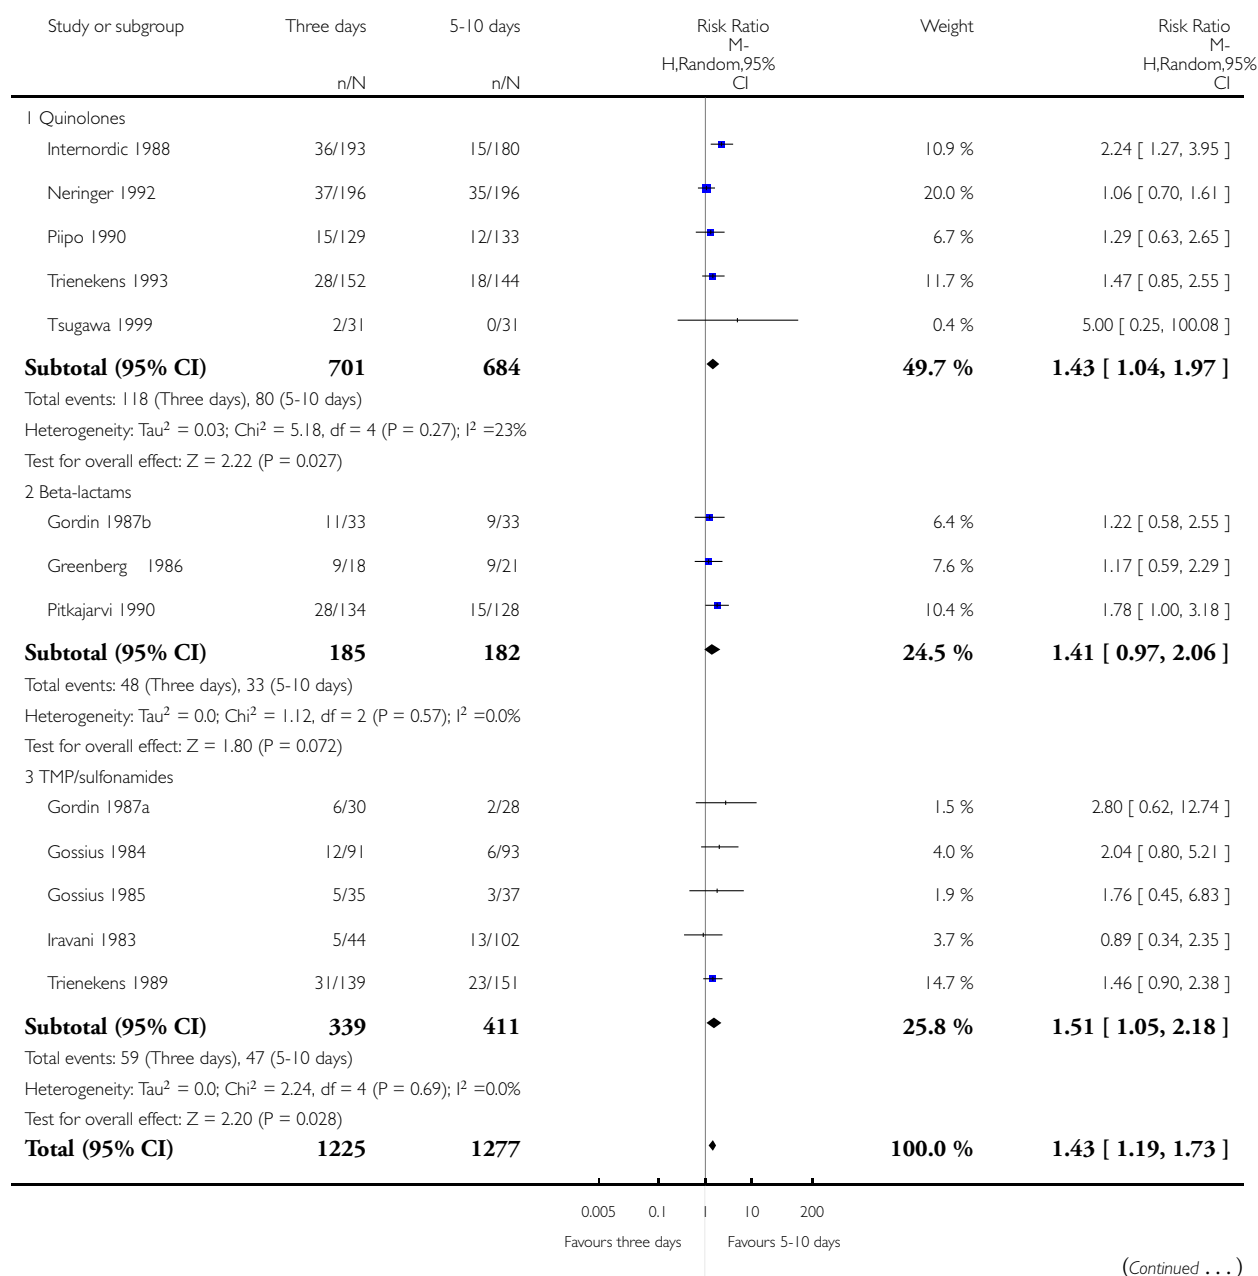 Study or subgroup Three days 5-10 days Risk Ratio Weight Risk Ratio
M- M-
H,Random,95% H,Random,95%
n/N n/N CI CI
1 Quinolones
Internordic 1988 36/193 15/180 10.9 % 2.24 [ 1.27, 3.95 ]
Neringer 1992 37/196 35/196 20.0 % 1.06 [ 0.70, 1.61 ]
Piipo 1990 15/129 12/133 6.7 % 1.29 [ 0.63, 2.65 ]
Trienekens 1993 28/152 18/144 11.7 % 1.47 [ 0.85, 2.55 ]
Tsugawa 1999 2/31 0/31 0.4 % 5.00 [ 0.25, 100.08 ]
Subtotal (95% CI) 701 684 49.7 % 1.43 [ 1.04, 1.97 ]
Total events: 118 (Three days), 80 (5-10 days)
Heterogeneity: Tau² = 0.03; Chi² = 5.18, df = 4 (P = 0.27); I² =23%
Test for overall effect: Z = 2.22 (P = 0.027)
2 Beta-lactams
Gordin 1987b 11/33 9/33 6.4 % 1.22 [ 0.58, 2.55 ]
Greenberg 1986 9/18 9/21 7.6 % 1.17 [ 0.59, 2.29 ]
Pitkajarvi 1990 28/134 15/128 10.4 % 1.78 [ 1.00, 3.18 ]
Subtotal (95% CI) 185 182 24.5 % 1.41 [ 0.97, 2.06 ]
Total events: 48 (Three days), 33 (5-10 days)
Heterogeneity: Tau² = 0.0; Chi² = 1.12, df = 2 (P = 0.57); I² =0.0%
Test for overall effect: Z = 1.80 (P = 0.072)
3 TMP/sulfonamides
Gordin 1987a 6/30 2/28 1.5 % 2.80 [ 0.62, 12.74 ]
Gossius 1984 12/91 6/93 4.0 % 2.04 [ 0.80, 5.21 ]
Gossius 1985 5/35 3/37 1.9 % 1.76 [ 0.45, 6.83 ]
Iravani 1983 5/44 13/102 3.7 % 0.89 [ 0.34, 2.35 ]
Trienekens 1989 31/139 23/151 14.7 % 1.46 [ 0.90, 2.38 ]
Subtotal (95% CI) 339 411 25.8 % 1.51 [ 1.05, 2.18 ]
Total events: 59 (Three days), 47 (5-10 days)
Heterogeneity: Tau² = 0.0; Chi² = 2.24, df = 4 (P = 0.69); I² =0.0%
Test for overall effect: Z = 2.20 (P = 0.028)
Total (95% CI) 1225 1277 100.0 % 1.43 [ 1.19, 1.73 ]
0.005 0.1 1 10 200
Favours three days Favours 5-10 days
(Continued . . . )